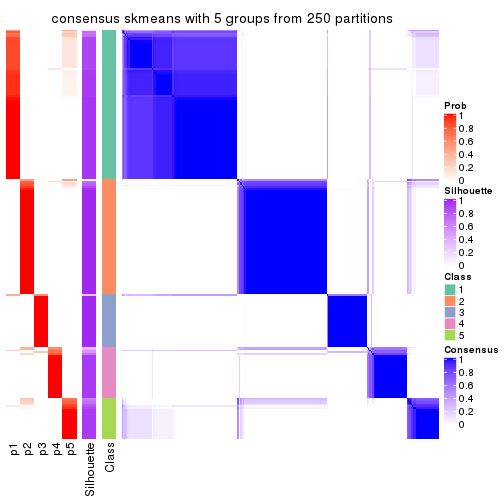 consensus skmeans with 5 groups from 250 partitions
Prob
1
0.8
0.6
0.4
0.2
0
Silhouette
1
0.8
0.6
0.4
0.2
0
Class
1
2
3
4
5
Consensus
1
0.8
0.6
0.4
0.2
0
p1
p2
p3
p4
p5
Silhouette
Class